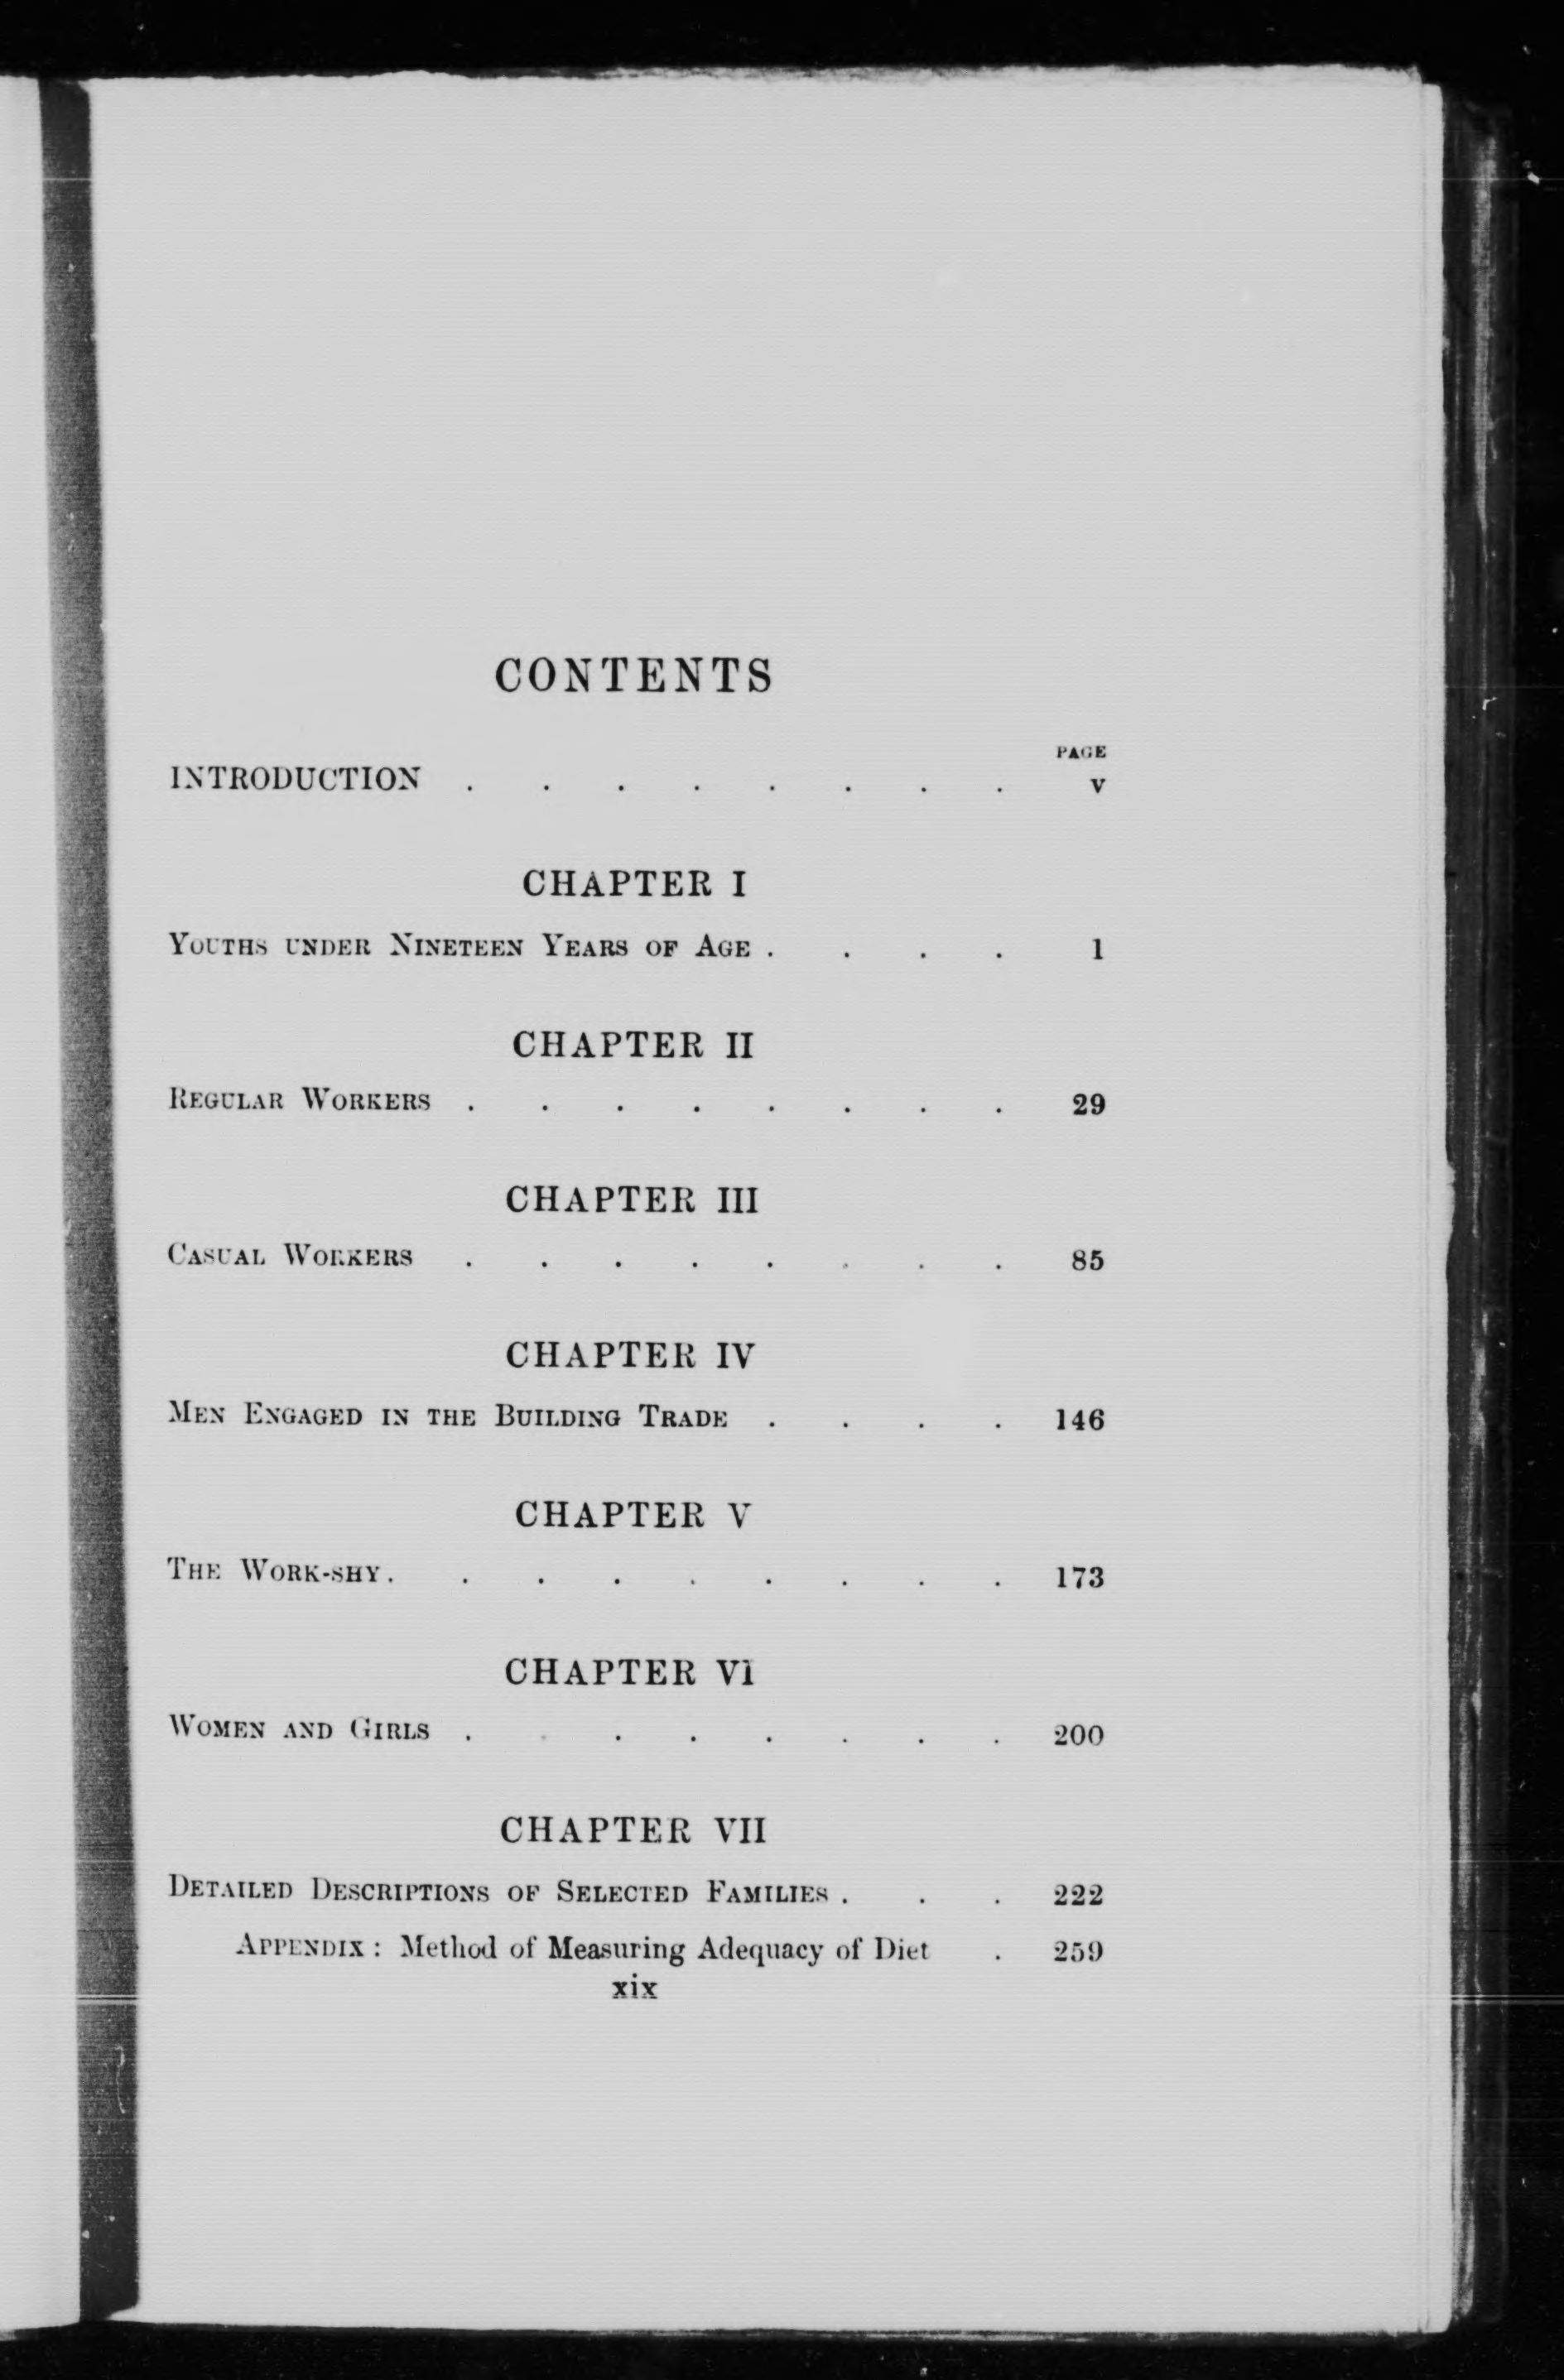 CONTENTS
PAGE
INTRODUCTION . . . . . . . . v
CHAPTER I
Youths under Nineteen Years of Age . . . . 1
CHAPTER II
Regular Workers . . . . . . . . 29
CHAPTER III
Casual Workers . . . . . . . . 85
CHAPTER IV
Men Engaged in the Building Trade . . . . 146
CHAPTER V
The Work-shy . . . . . . . . . 173
CHAPTER VI
Women and Girls . . . . . . . . 200
CHAPTER VII
Detailed Descriptions of Selected Families . . . 222
Appendix : Method of Measuring Adequacy of Diet . 259
xix